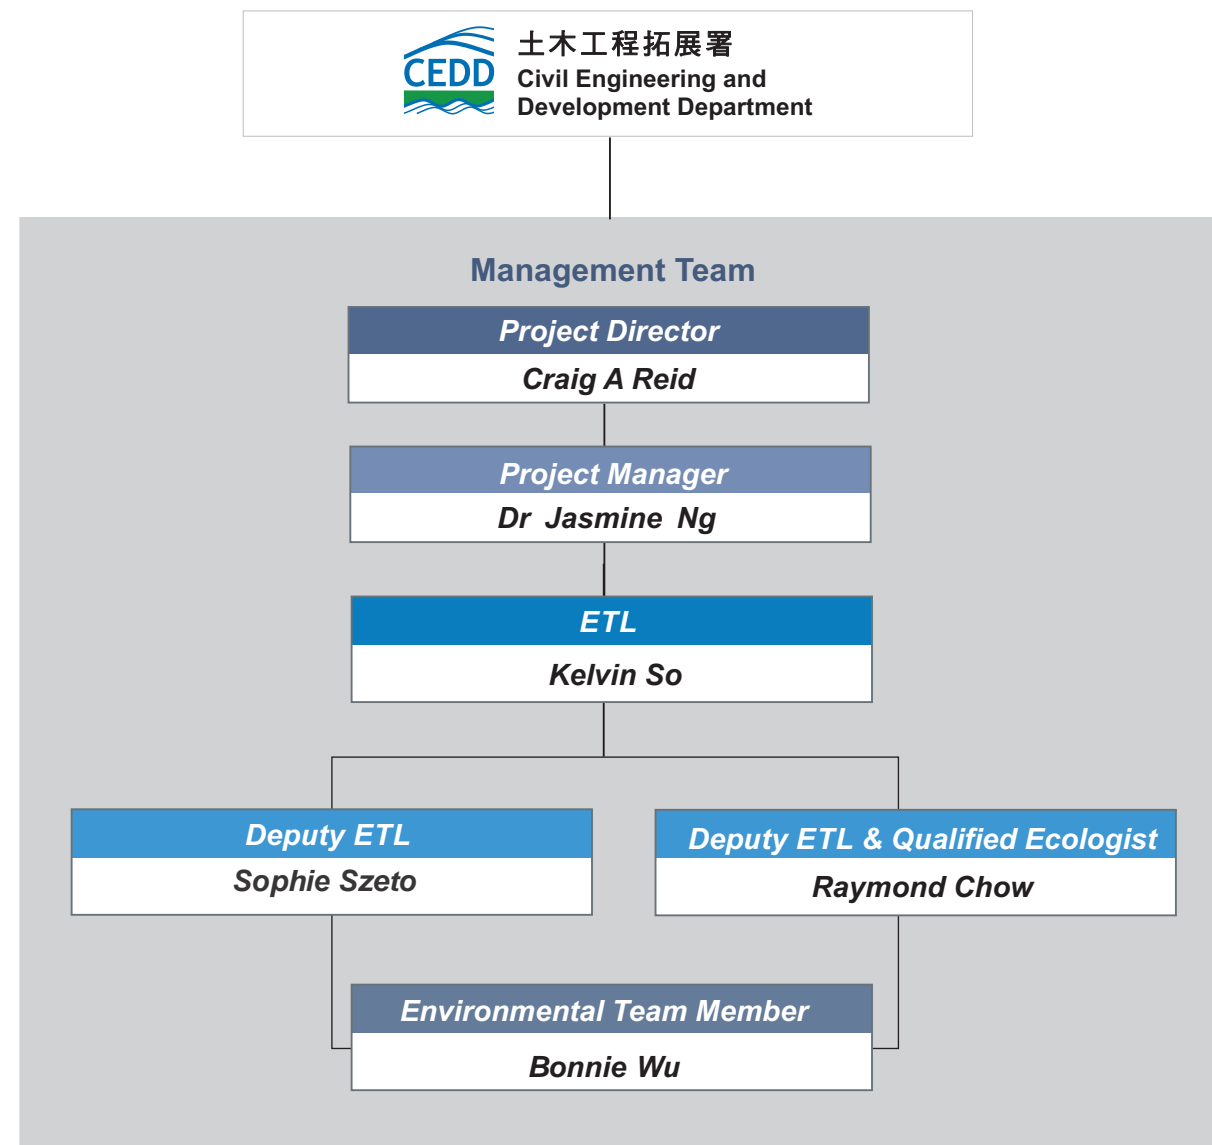 CEDD
土木工程拓展署
Civil Engineering and
Development Department
Management Team
Project Director
Craig A Reid
Project Manager
Dr Jasmine Ng
ETL
Kelvin So
Deputy ETL
Sophie Szeto
Deputy ETL & Qualified Ecologist
Raymond Chow
Environmental Team Member
Bonnie Wu